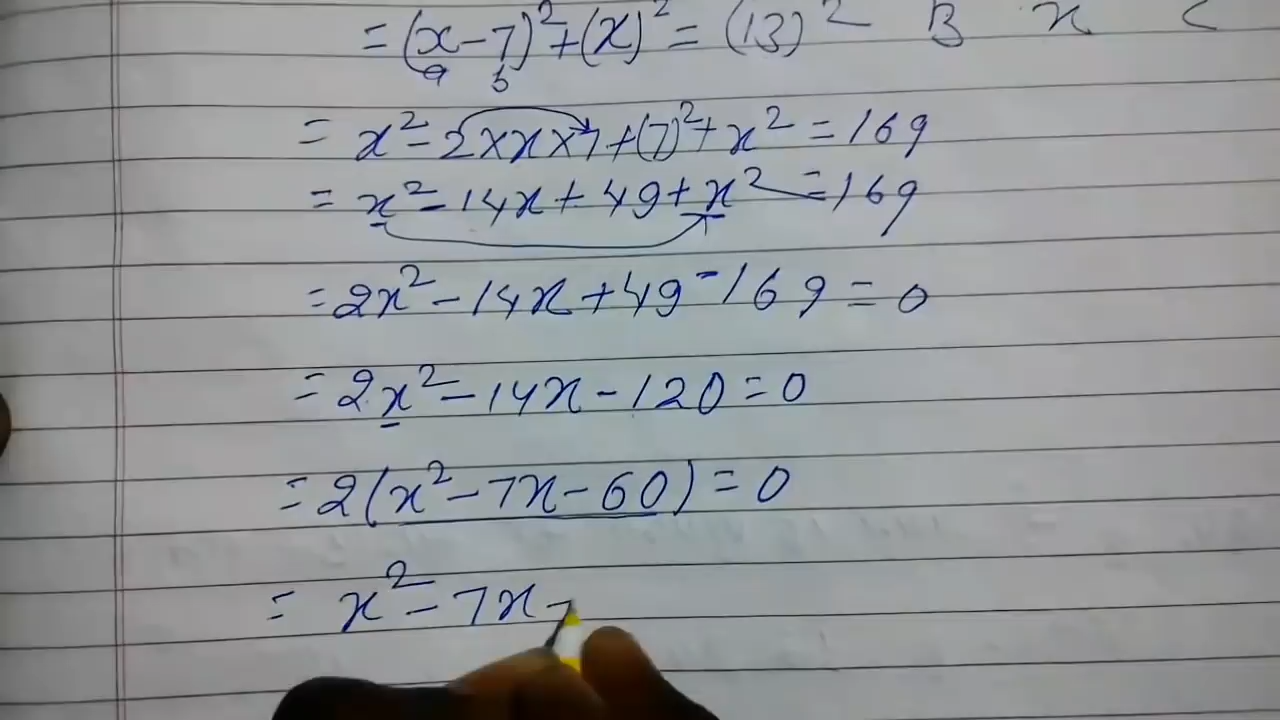 = (x-7)²+(x)² = (13)² B x C
a b
= x²-2×x×7+(7)²+x² = 169
= x²-14x+49+x² = 169
= 2x²-14x+49-169 = 0
= 2x²-14x-120 = 0
= 2(x²-7x-60) = 0
= x²-7x-